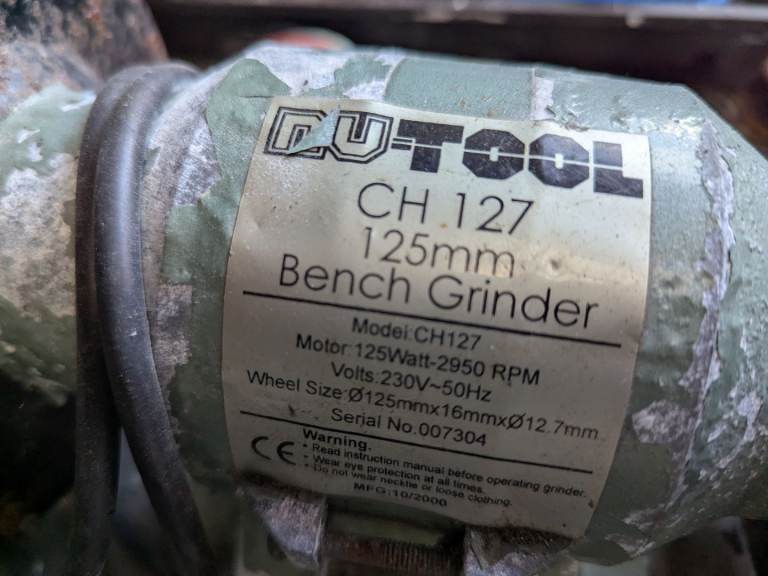 NU-TOOL
CH 127
125mm
Bench Grinder
Model:CH127
Motor:125Watt-2950 RPM
Volts:230V~50Hz
Wheel Size:Ø125mmx16mmxØ12.7mm
Serial No.007304
CE
Warning.
• Read instruction manual before operating grinder.
• Wear eye protection at all times.
• Do not wear necktie or loose clothing.
MFG:10/2000